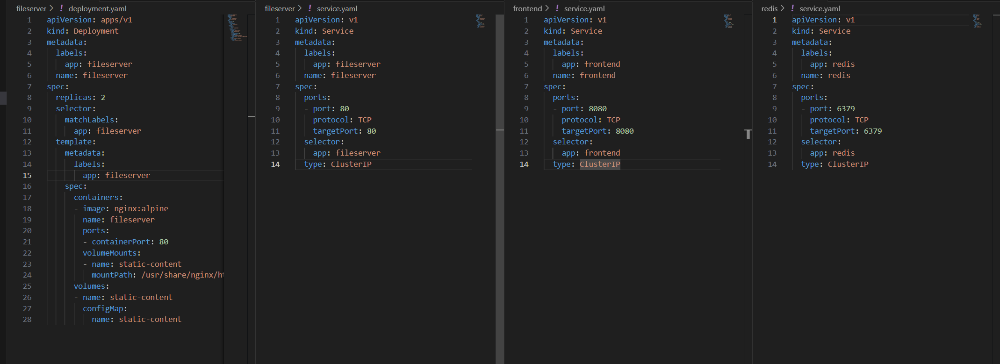 fileserver > ! deployment.yaml
1 apiVersion: apps/v1
2 kind: Deployment
3 metadata:
4 labels:
5 app: fileserver
6 name: fileserver
7 spec:
8 replicas: 2
9 selector:
10 matchLabels:
11 app: fileserver
12 template:
13 metadata:
14 labels:
15 app: fileserver
16 spec:
17 containers:
18 - image: nginx:alpine
19 name: fileserver
20 ports:
21 - containerPort: 80
22 volumeMounts:
23 - name: static-content
24 mountPath: /usr/share/nginx/ht
25 volumes:
26 - name: static-content
27 configMap:
28 name: static-content
fileserver > ! service.yaml
1 apiVersion: v1
2 kind: Service
3 metadata:
4 labels:
5 app: fileserver
6 name: fileserver
7 spec:
8 ports:
9 - port: 80
10 protocol: TCP
11 targetPort: 80
12 selector:
13 app: fileserver
14 type: ClusterIP
frontend > ! service.yaml
1 apiVersion: v1
2 kind: Service
3 metadata:
4 labels:
5 app: frontend
6 name: frontend
7 spec:
8 ports:
9 - port: 8080
10 protocol: TCP
11 targetPort: 8080
12 selector:
13 app: frontend
14 type: ClusterIP
redis > ! service.yaml
1 apiVersion: v1
2 kind: Service
3 metadata:
4 labels:
5 app: redis
6 name: redis
7 spec:
8 ports:
9 - port: 6379
10 protocol: TCP
11 targetPort: 6379
12 selector:
13 app: redis
14 type: ClusterIP